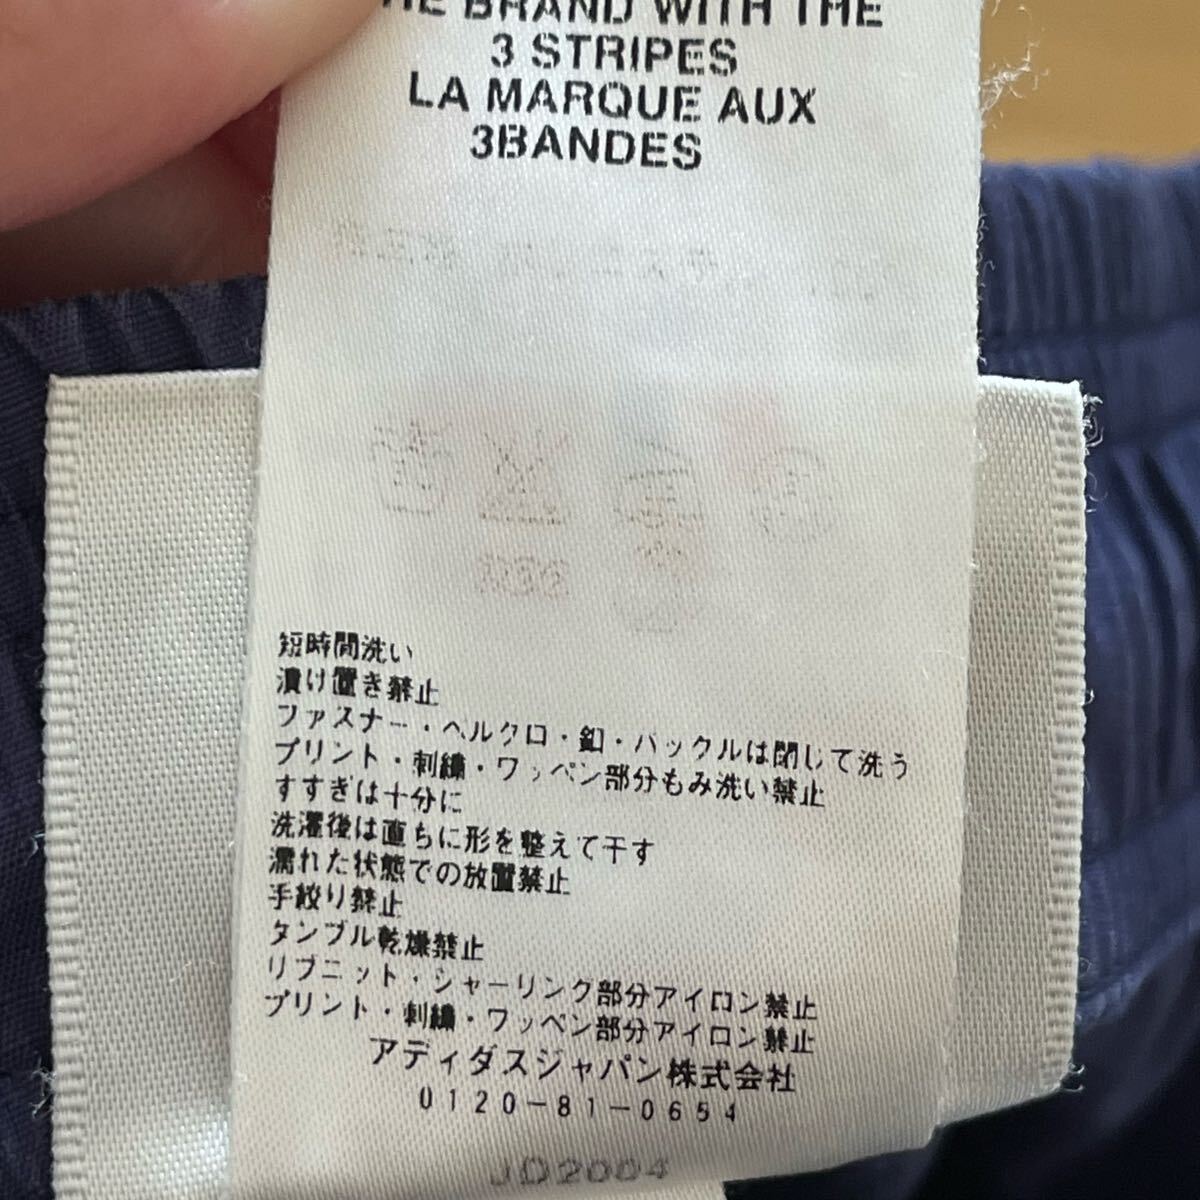 THE BRAND WITH THE
3 STRIPES
LA MARQUE AUX
3BANDES
短時間洗い
漬け置き禁止
ファスナー・ベルクロ・釦・バックルは閉じて洗う
プリント・刺繍・ワッペン部分もみ洗い禁止
すすぎは十分に
洗濯後は直ちに形を整えて干す
濡れた状態での放置禁止
手絞り禁止
タンブル乾燥禁止
リブニット・シャーリング部分アイロン禁止
プリント・刺繍・ワッペン部分アイロン禁止
アディダスジャパン株式会社
0120-81-0654
JD2004